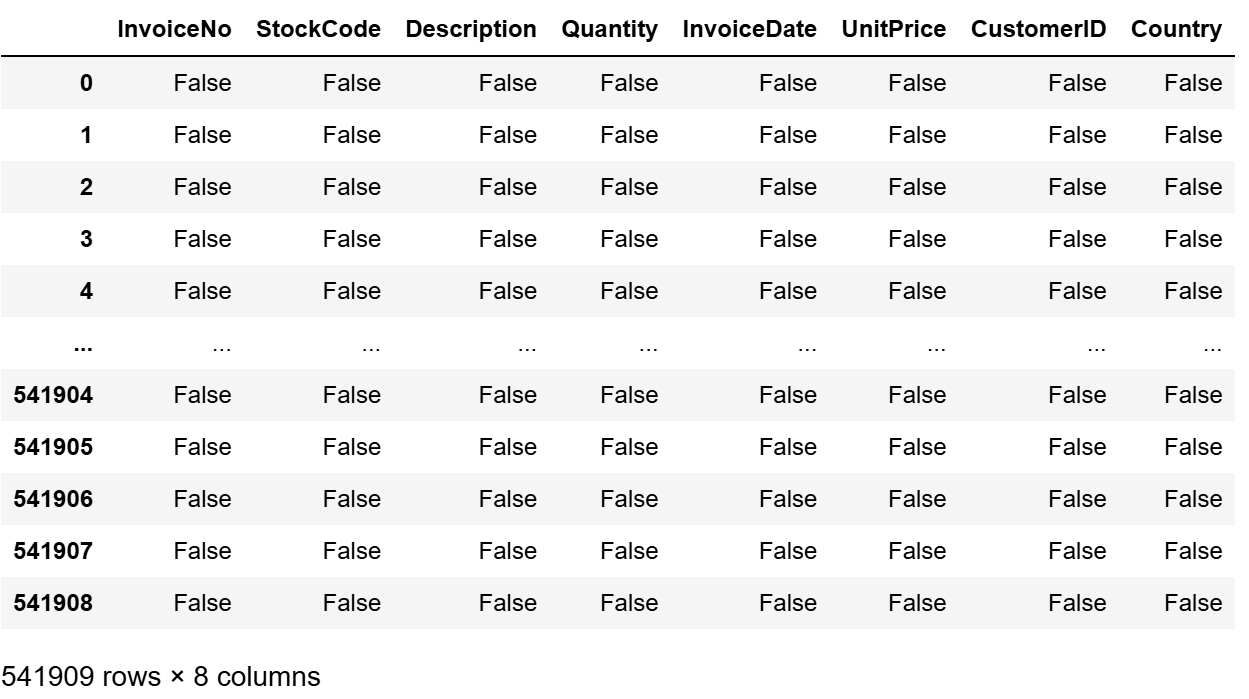 InvoiceNo StockCode Description Quantity InvoiceDate UnitPrice CustomerID Country
0 False False False False False False False False
1 False False False False False False False False
2 False False False False False False False False
3 False False False False False False False False
4 False False False False False False False False
... ... ... ... ... ... ... ... ...
541904 False False False False False False False False
541905 False False False False False False False False
541906 False False False False False False False False
541907 False False False False False False False False
541908 False False False False False False False False
541909 rows × 8 columns